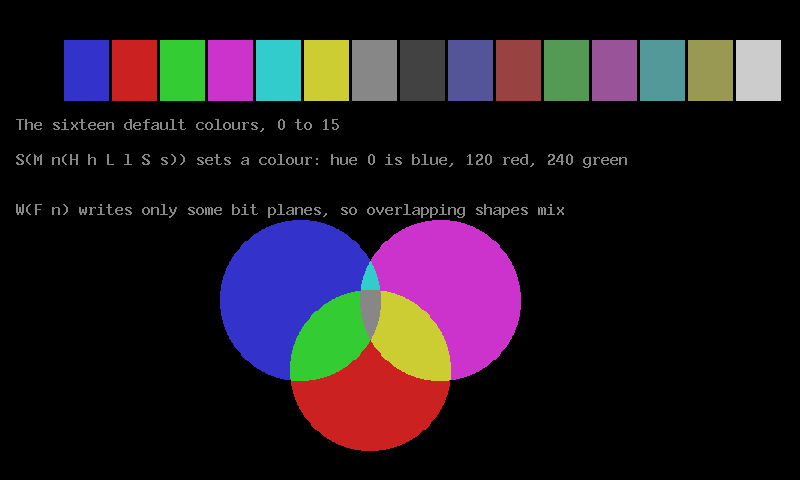 The sixteen default colours, 0 to 15
S(M n(H h L l S s)) sets a colour: hue 0 is blue, 120 red, 240 green
W(F n) writes only some bit planes, so overlapping shapes mix